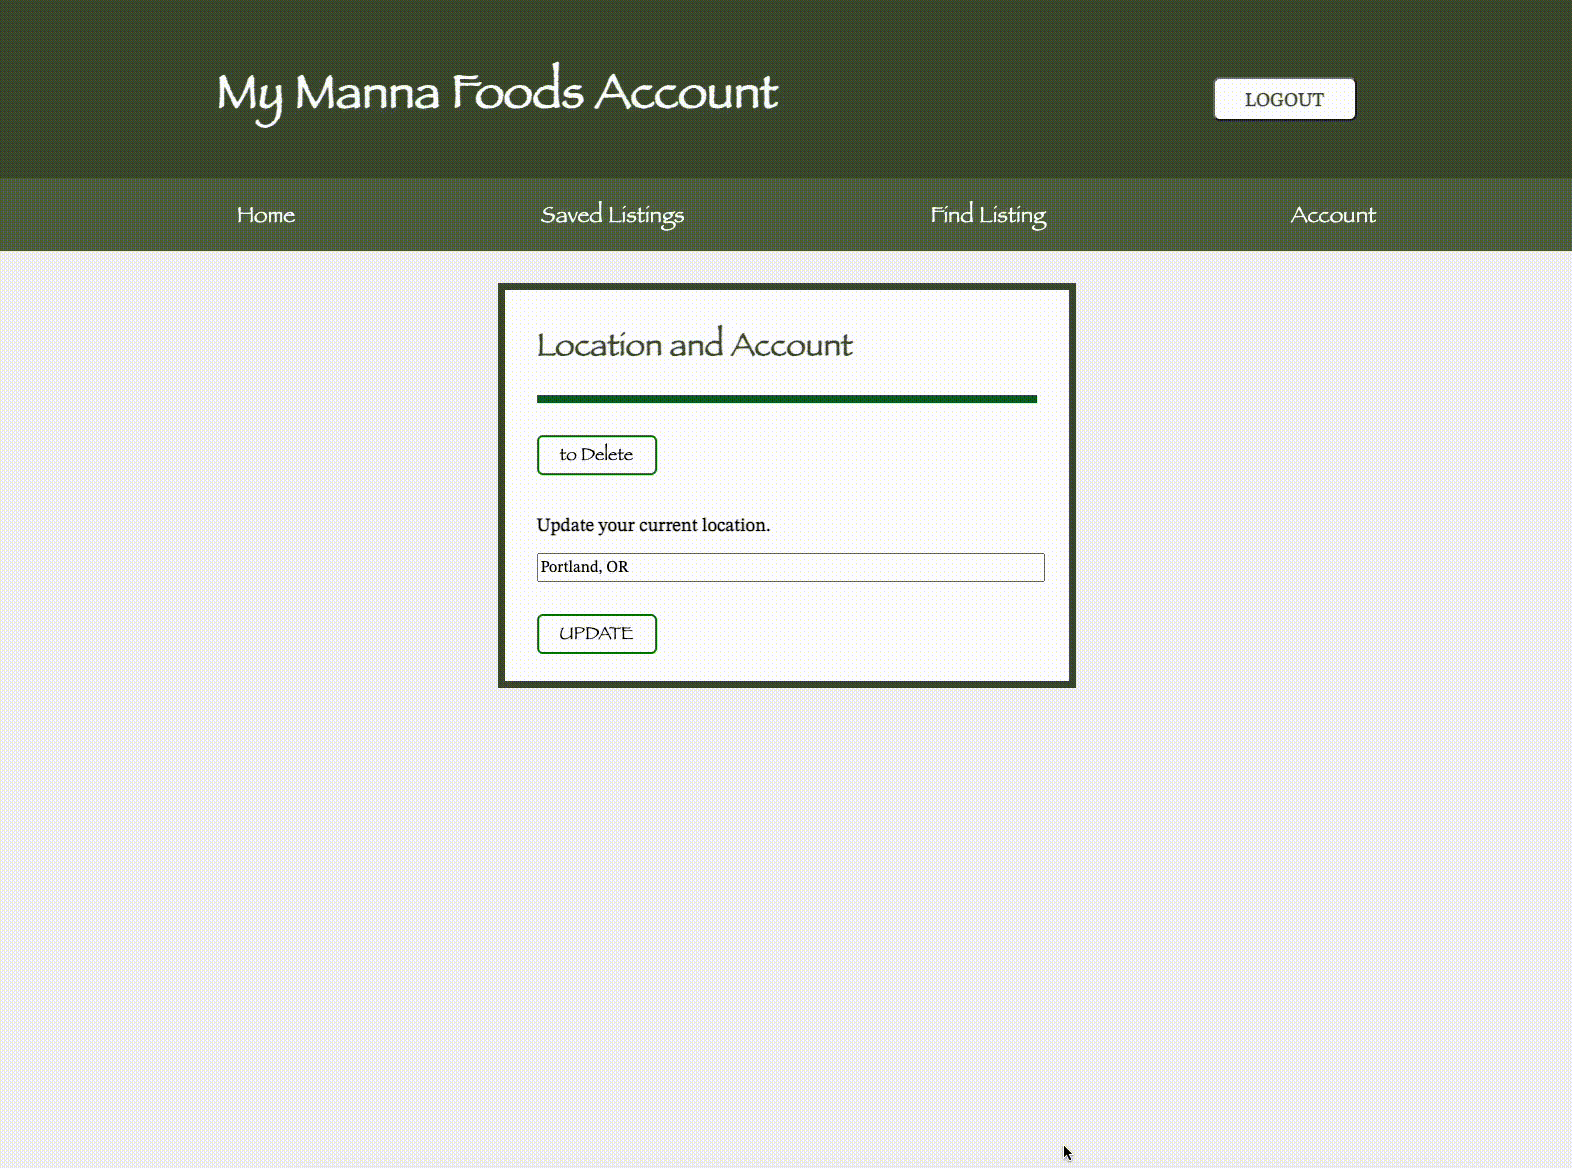 My Manna Foods Account
LOGOUT
Home
Saved Listings
Find Listing
Account
Location and Account
to Delete
Update your current location.
Portland, OR
UPDATE